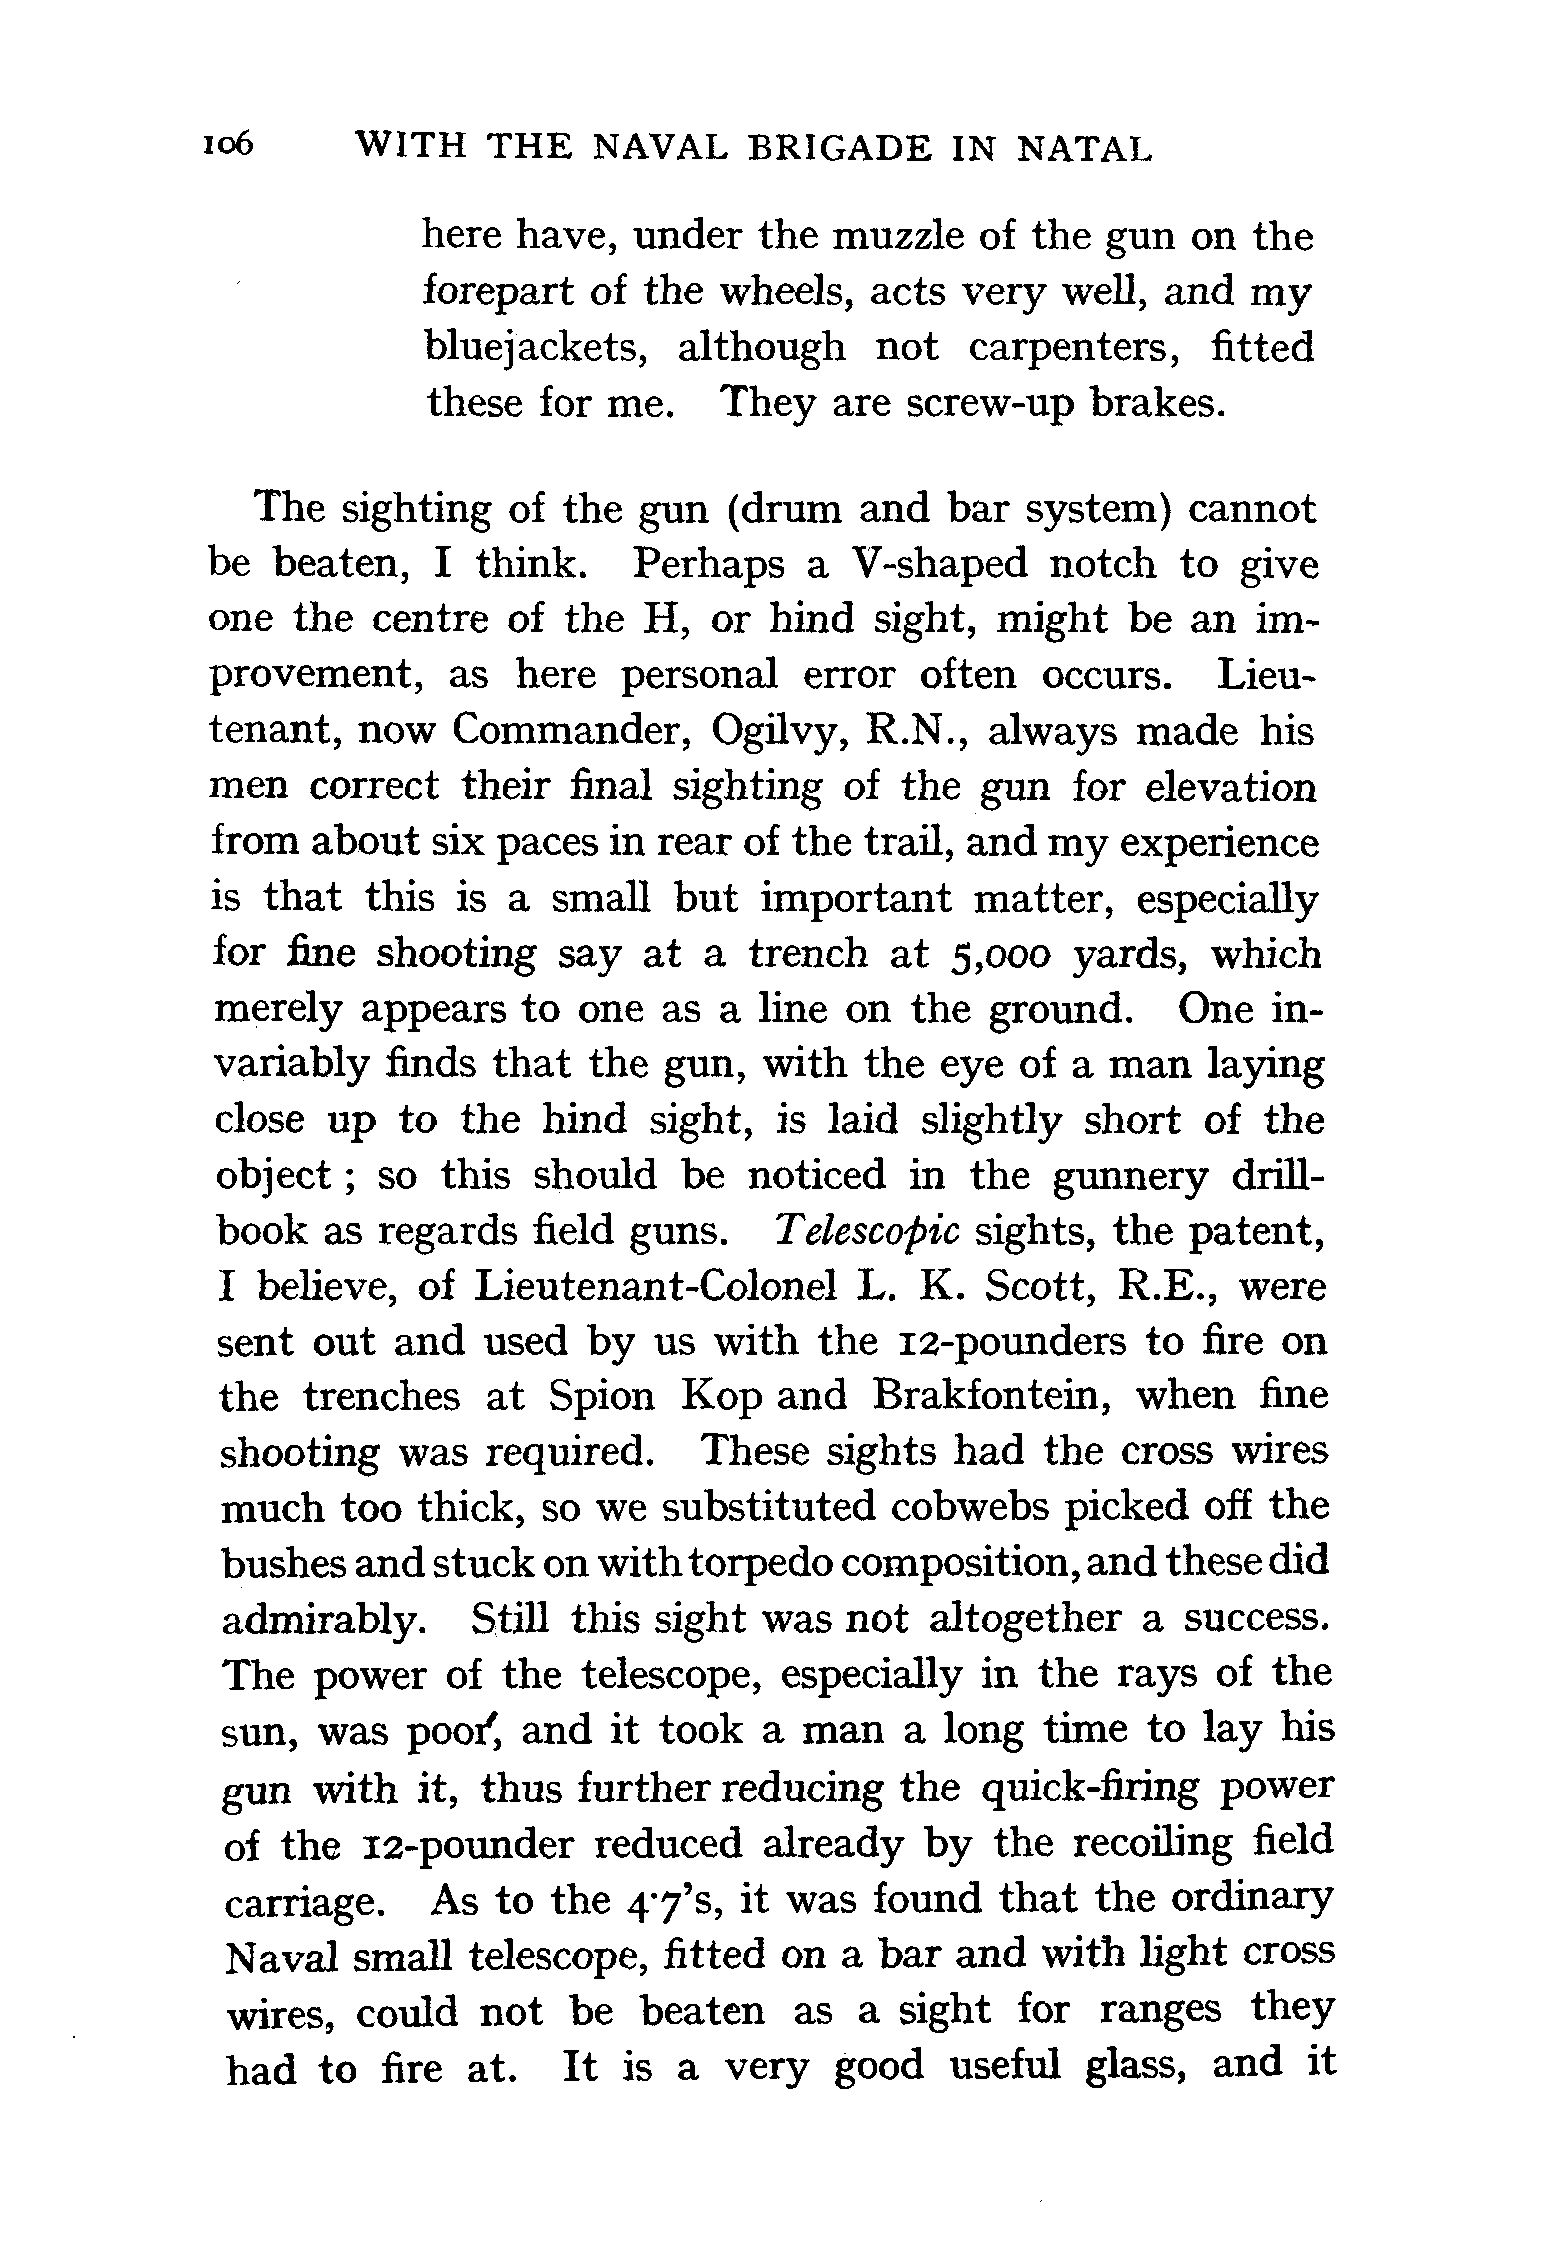 106 WITH THE NAVAL BRIGADE IN NATAL
here have, under the muzzle of the gun on the
forepart of the wheels, acts very well, and my
bluejackets, although not carpenters, fitted
these for me. They are screw-up brakes.
The sighting of the gun (drum and bar system) cannot
be beaten, I think. Perhaps a V-shaped notch to give
one the centre of the H, or hind sight, might be an im-
provement, as here personal error often occurs. Lieu-
tenant, now Commander, Ogilvy, R.N., always made his
men correct their final sighting of the gun for elevation
from about six paces in rear of the trail, and my experience
is that this is a small but important matter, especially
for fine shooting say at a trench at 5,000 yards, which
merely appears to one as a line on the ground. One in-
variably finds that the gun, with the eye of a man laying
close up to the hind sight, is laid slightly short of the
object ; so this should be noticed in the gunnery drill-
book as regards field guns. Telescopic sights, the patent,
I believe, of Lieutenant-Colonel L. K. Scott, R.E., were
sent out and used by us with the 12-pounders to fire on
the trenches at Spion Kop and Brakfontein, when fine
shooting was required. These sights had the cross wires
much too thick, so we substituted cobwebs picked off the
bushes and stuck on with torpedo composition, and these did
admirably. Still this sight was not altogether a success.
The power of the telescope, especially in the rays of the
sun, was poor, and it took a man a long time to lay his
gun with it, thus further reducing the quick-firing power
of the 12-pounder reduced already by the recoiling field
carriage. As to the 4·7's, it was found that the ordinary
Naval small telescope, fitted on a bar and with light cross
wires, could not be beaten as a sight for ranges they
had to fire at. It is a very good useful glass, and it